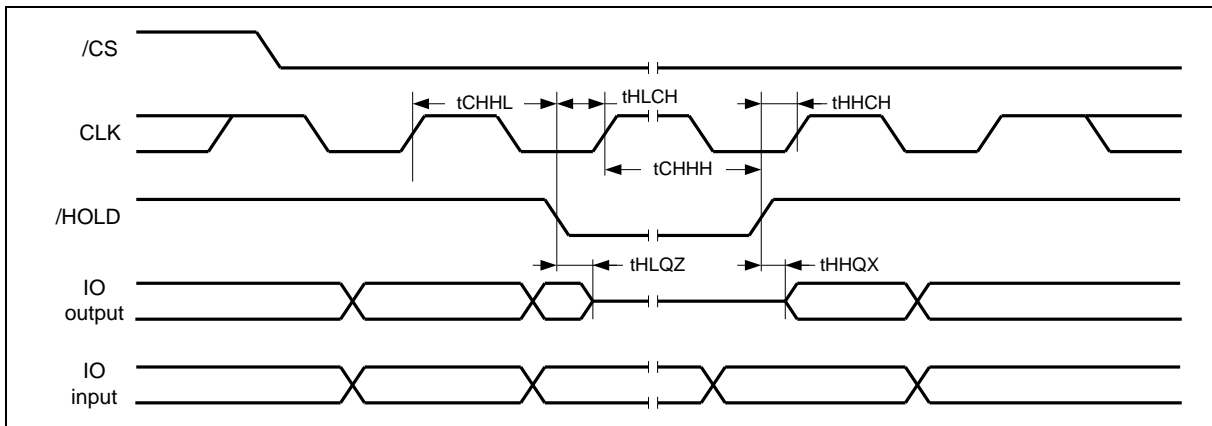 /CS
tCHHL
tHLCH
tHHCH
CLK
tCHHH
/HOLD
tHLQZ
tHHQX
IO
output
IO
input